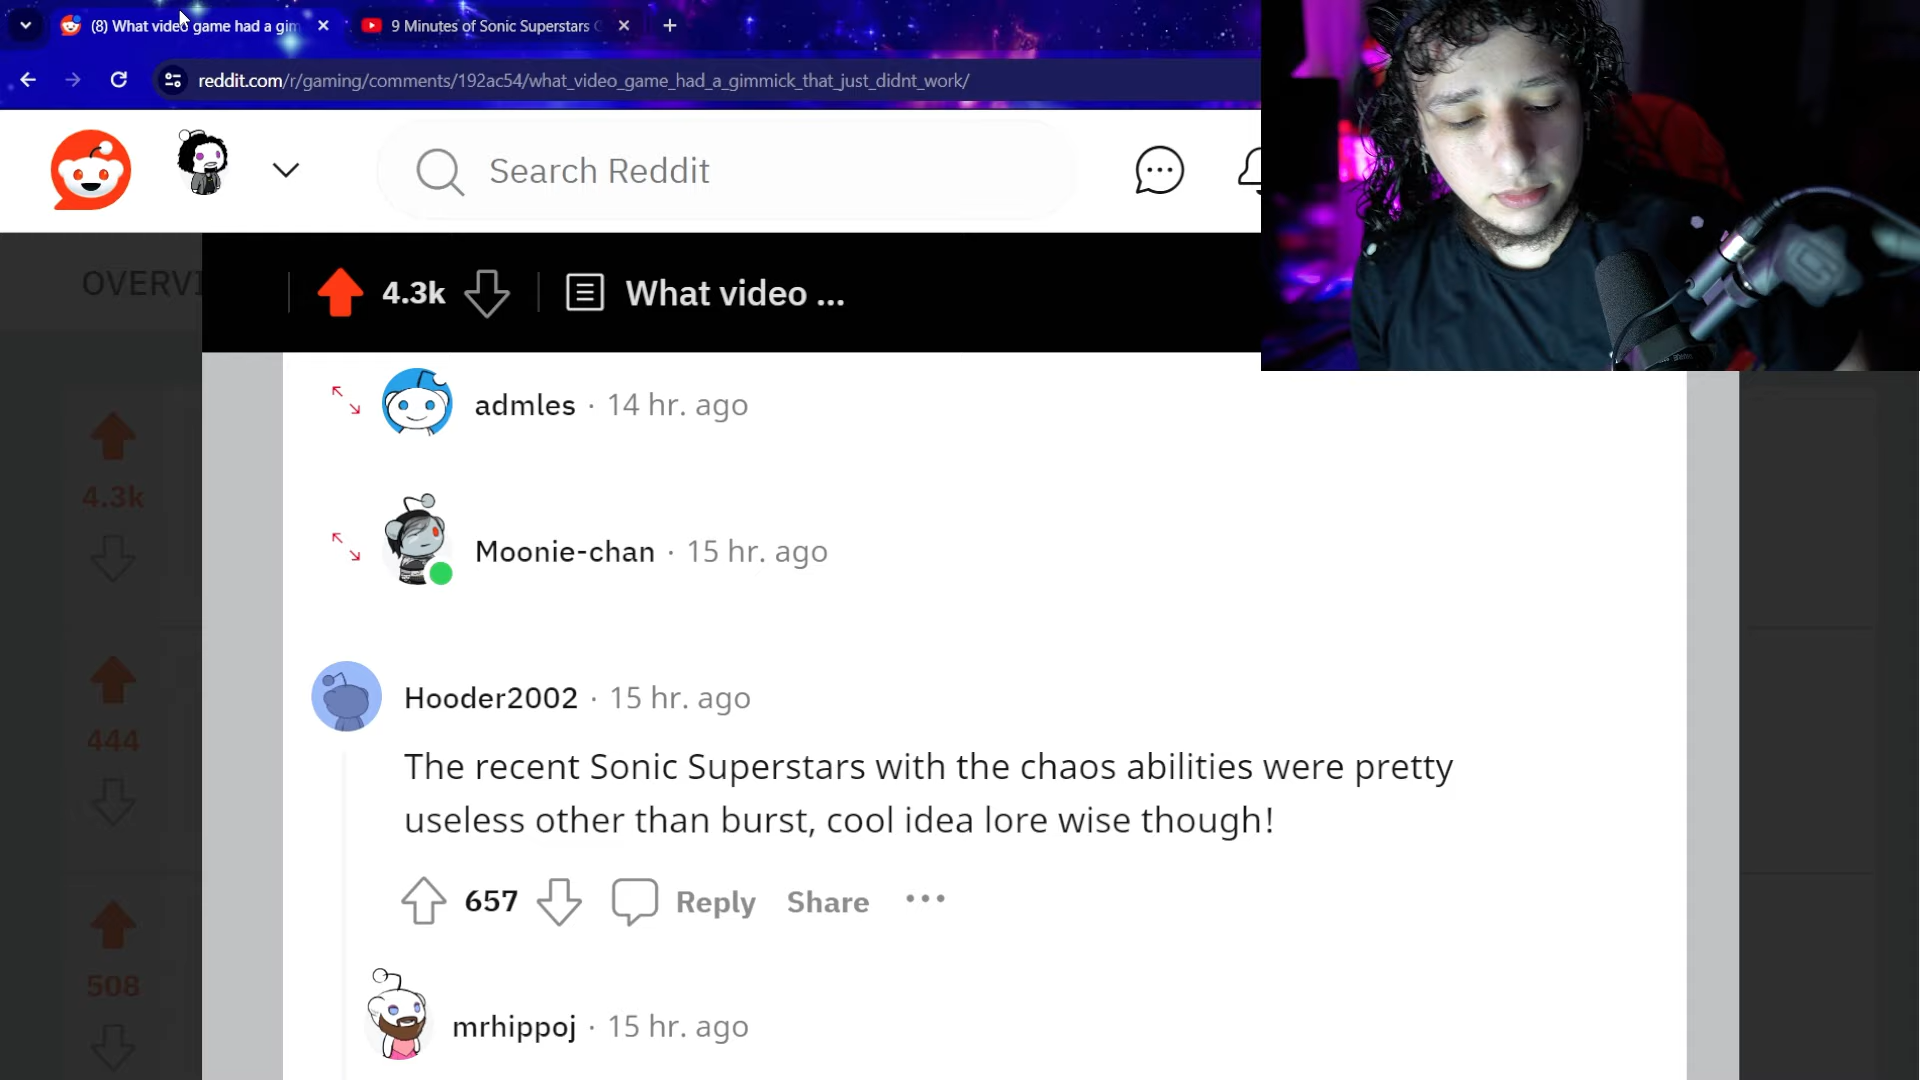 (8) What video game had a gim
9 Minutes of Sonic Superstars
reddit.com/r/gaming/comments/192ac54/what_video_game_had_a_gimmick_that_just_didnt_work/
Search Reddit
OVERVI
4.3k
What video ...
admles · 14 hr. ago
4.3k
Moonie-chan · 15 hr. ago
Hooder2002 · 15 hr. ago
444
The recent Sonic Superstars with the chaos abilities were pretty
useless other than burst, cool idea lore wise though!
657 Reply Share ...
508
mrhippoj · 15 hr. ago